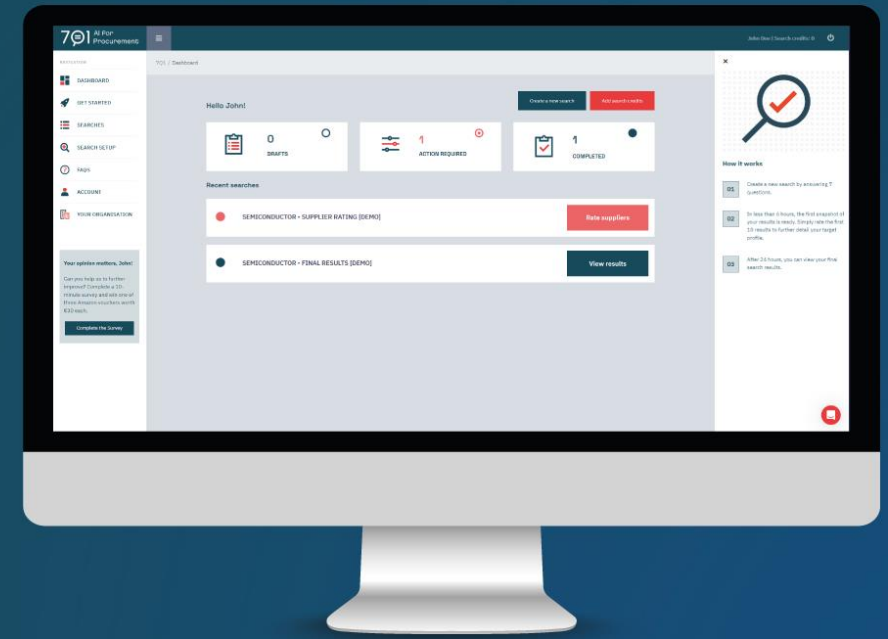 701 AI For
Procurement
John Doe | Search credits: 0
NAVIGATION
DASHBOARD
GET STARTED
SEARCHES
SEARCH SETUP
FAQS
ACCOUNT
YOUR ORGANISATION
Your opinion matters, John!
Can you help us to further
improve? Complete a 10-
minute survey and win one of
three Amazon vouchers worth
€30 each.
Complete the Survey
701 / Dashboard
Hello John!
Create a new search
Add search credits
0
DRAFTS
1
ACTION REQUIRED
1
COMPLETED
Recent searches
SEMICONDUCTOR - SUPPLIER RATING [DEMO]
Rate suppliers
SEMICONDUCTOR - FINAL RESULTS [DEMO]
View results
How it works
01
Create a new search by answering 7
questions.
02
In less than 4 hours, the first snapshot of
your results is ready. Simply rate the first
10 results to further detail your target
profile.
03
After 24 hours, you can view your final
search results.